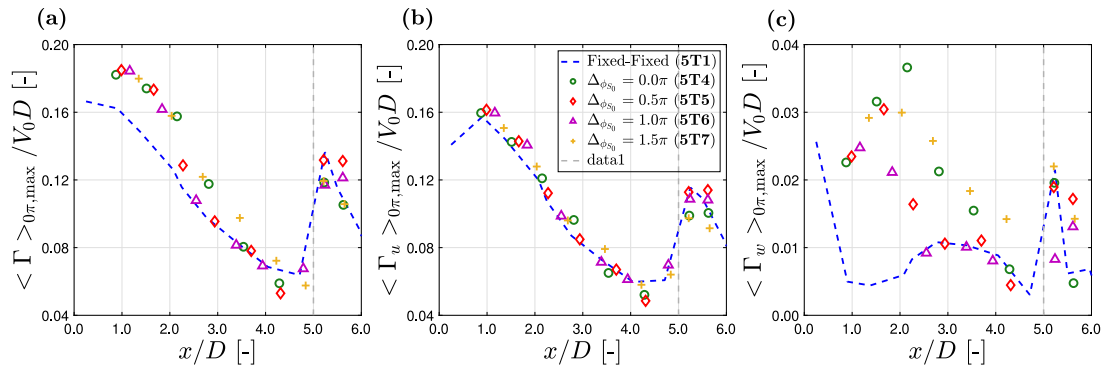 (a)
< Γ >0π,max /V0D [-]
0.20
0.16
0.12
0.08
0.04
0.0 1.0 2.0 3.0 4.0 5.0 6.0
x/D [-]
(b)
< Γu >0π,max /V0D [-]
0.20
0.16
0.12
0.08
0.04
0.0 1.0 2.0 3.0 4.0 5.0 6.0
x/D [-]
Fixed-Fixed (5T1)
ΔϕS0 = 0.0π (5T4)
ΔϕS0 = 0.5π (5T5)
ΔϕS0 = 1.0π (5T6)
ΔϕS0 = 1.5π (5T7)
data1
(c)
< Γw >0π,max /V0D [-]
0.04
0.03
0.02
0.01
0.00
0.0 1.0 2.0 3.0 4.0 5.0 6.0
x/D [-]